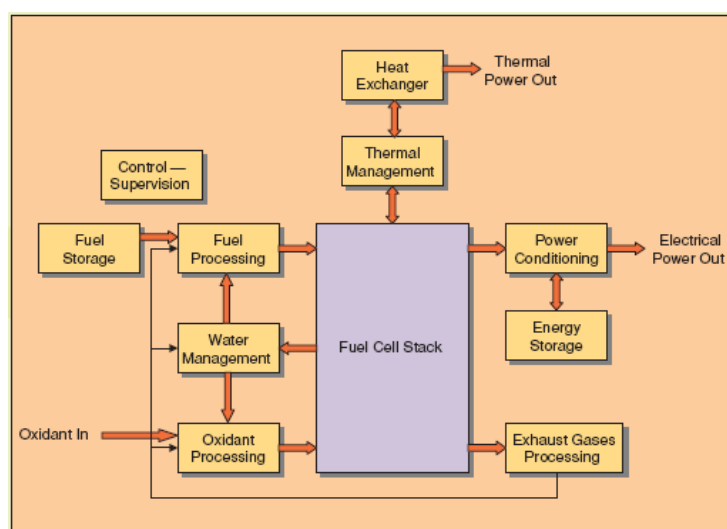 Heat
Exchanger
Thermal
Power Out
Control —
Supervision
Thermal
Management
Fuel
Storage
Fuel
Processing
Power
Conditioning
Electrical
Power Out
Water
Management
Fuel Cell Stack
Energy
Storage
Oxidant In
Oxidant
Processing
Exhaust Gases
Processing